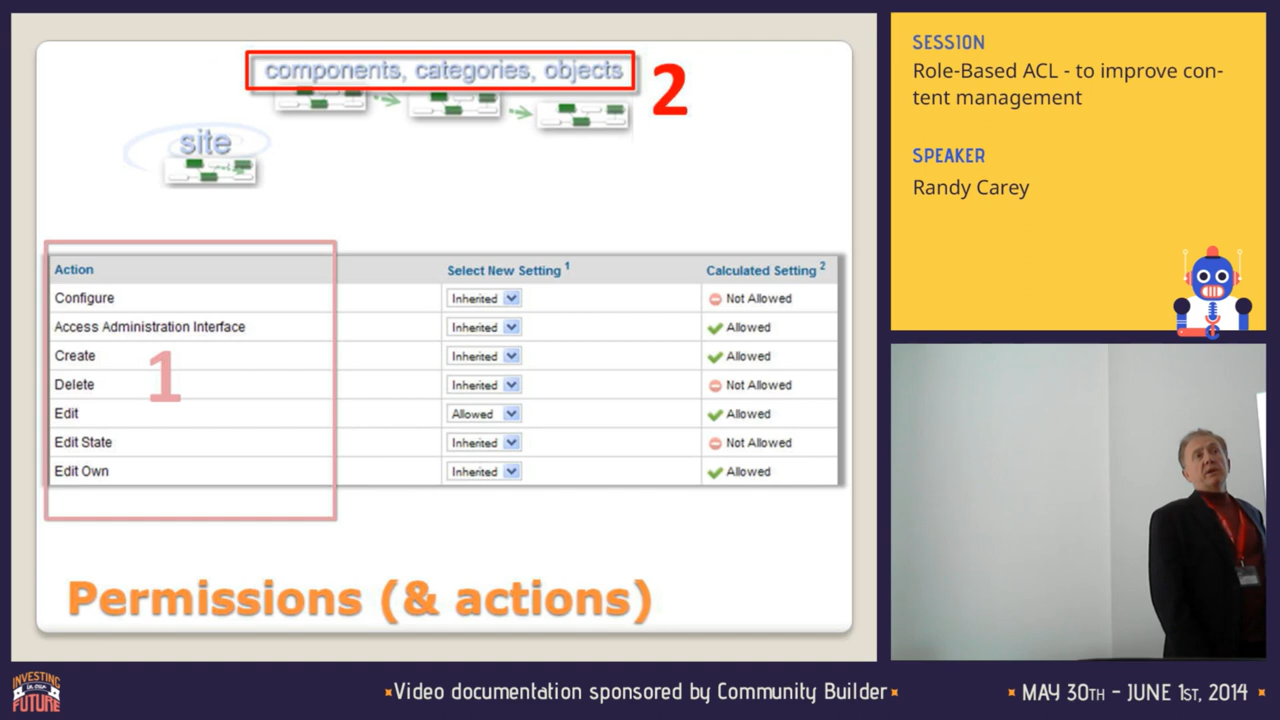 components, categories, objects
2
site
Action Select New Setting 1 Calculated Setting 2
Configure Inherited Not Allowed
Access Administration Interface Inherited Allowed
Create Inherited Allowed
1
Delete Inherited Not Allowed
Edit Allowed Allowed
Edit State Inherited Not Allowed
Edit Own Inherited Allowed
Permissions (& actions)
SESSION
Role-Based ACL - to improve con-
tent management
SPEAKER
Randy Carey
INVESTING
IN OUR
FUTURE
Video documentation sponsored by Community Builder
MAY 30TH - JUNE 1ST, 2014